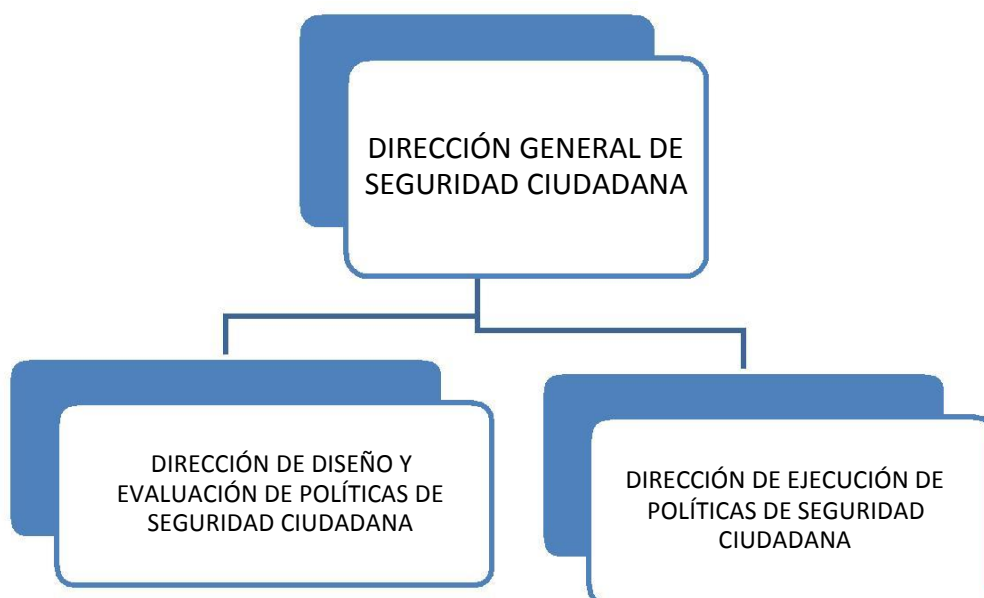 DIRECCIÓN GENERAL DE
SEGURIDAD CIUDADANA
DIRECCIÓN DE DISEÑO Y
EVALUACIÓN DE POLÍTICAS DE
SEGURIDAD CIUDADANA
DIRECCIÓN DE EJECUCIÓN DE
POLÍTICAS DE SEGURIDAD
CIUDADANA